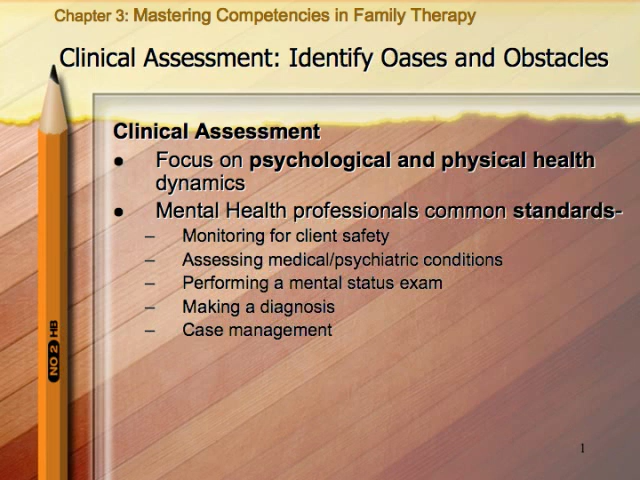 Chapter 3: Mastering Competencies in Family Therapy
Clinical Assessment: Identify Oases and Obstacles
Clinical Assessment
● Focus on psychological and physical health
dynamics
● Mental Health professionals common standards-
– Monitoring for client safety
– Assessing medical/psychiatric conditions
– Performing a mental status exam
– Making a diagnosis
– Case management
NO 2 HB
1